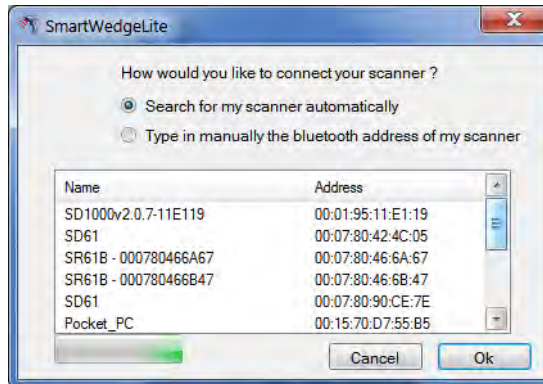 SmartWedgeLite
How would you like to connect your scanner ?
Search for my scanner automatically
Type in manually the bluetooth address of my scanner
Name Address
SD1000v2.0.7-11E119 00:01:95:11:E1:19
SD61 00:07:80:42:4C:05
SR61B - 000780466A67 00:07:80:46:6A:67
SR61B - 000780466B47 00:07:80:46:6B:47
SD61 00:07:80:90:CE:7E
Pocket_PC 00:15:70:D7:55:B5
Cancel Ok